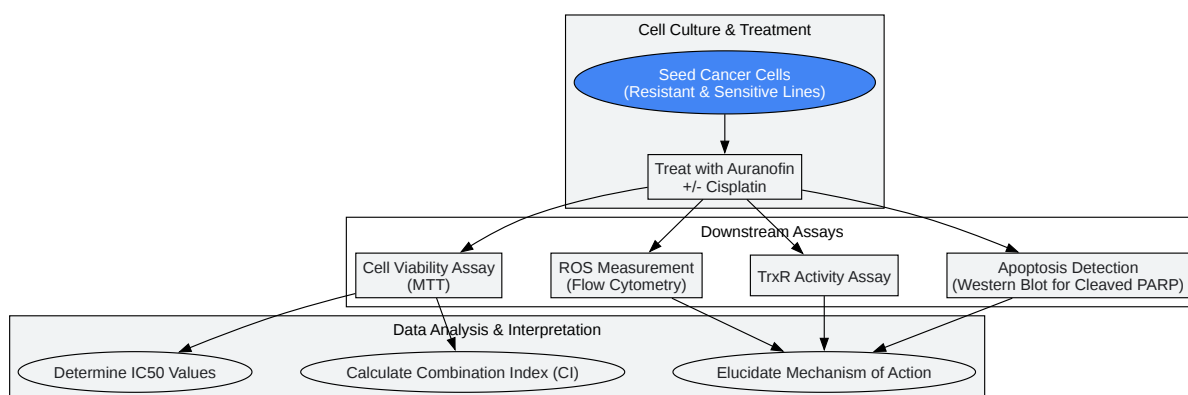 Cell Culture & Treatment
Seed Cancer Cells
(Resistant & Sensitive Lines)
Treat with Auranofin
+/- Cisplatin
Downstream Assays
Cell Viability Assay
(MTT)
ROS Measurement
(Flow Cytometry)
TrxR Activity Assay
Apoptosis Detection
(Western Blot for Cleaved PARP)
Data Analysis & Interpretation
Determine IC50 Values
Calculate Combination Index (CI)
Elucidate Mechanism of Action